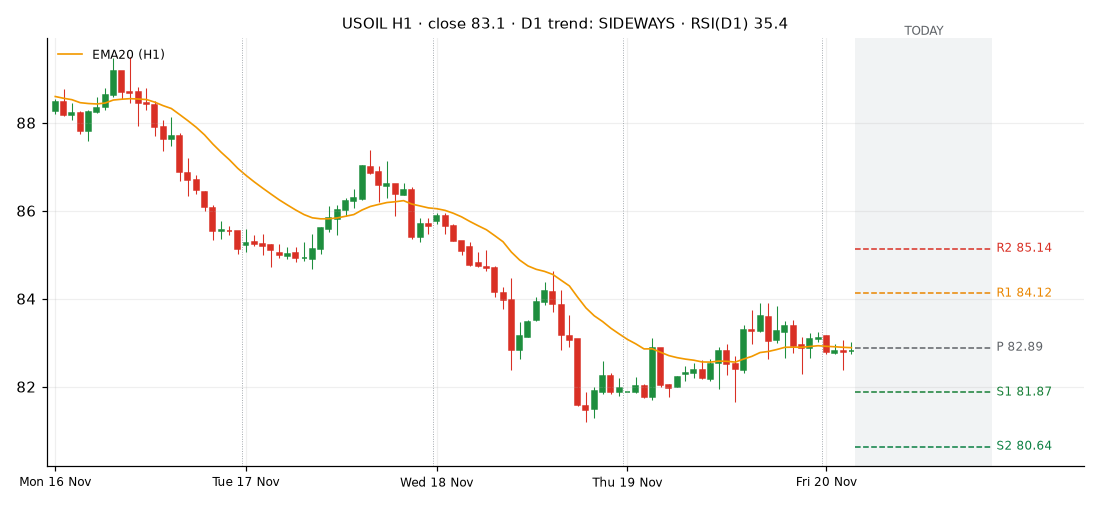 USOIL H1 · close 83.1 · D1 trend: SIDEWAYS · RSI(D1) 35.4
TODAY
EMA20 (H1)
88
86
84
82
R2 85.14
R1 84.12
P 82.89
S1 81.87
S2 80.64
Mon 16 Nov
Tue 17 Nov
Wed 18 Nov
Thu 19 Nov
Fri 20 Nov